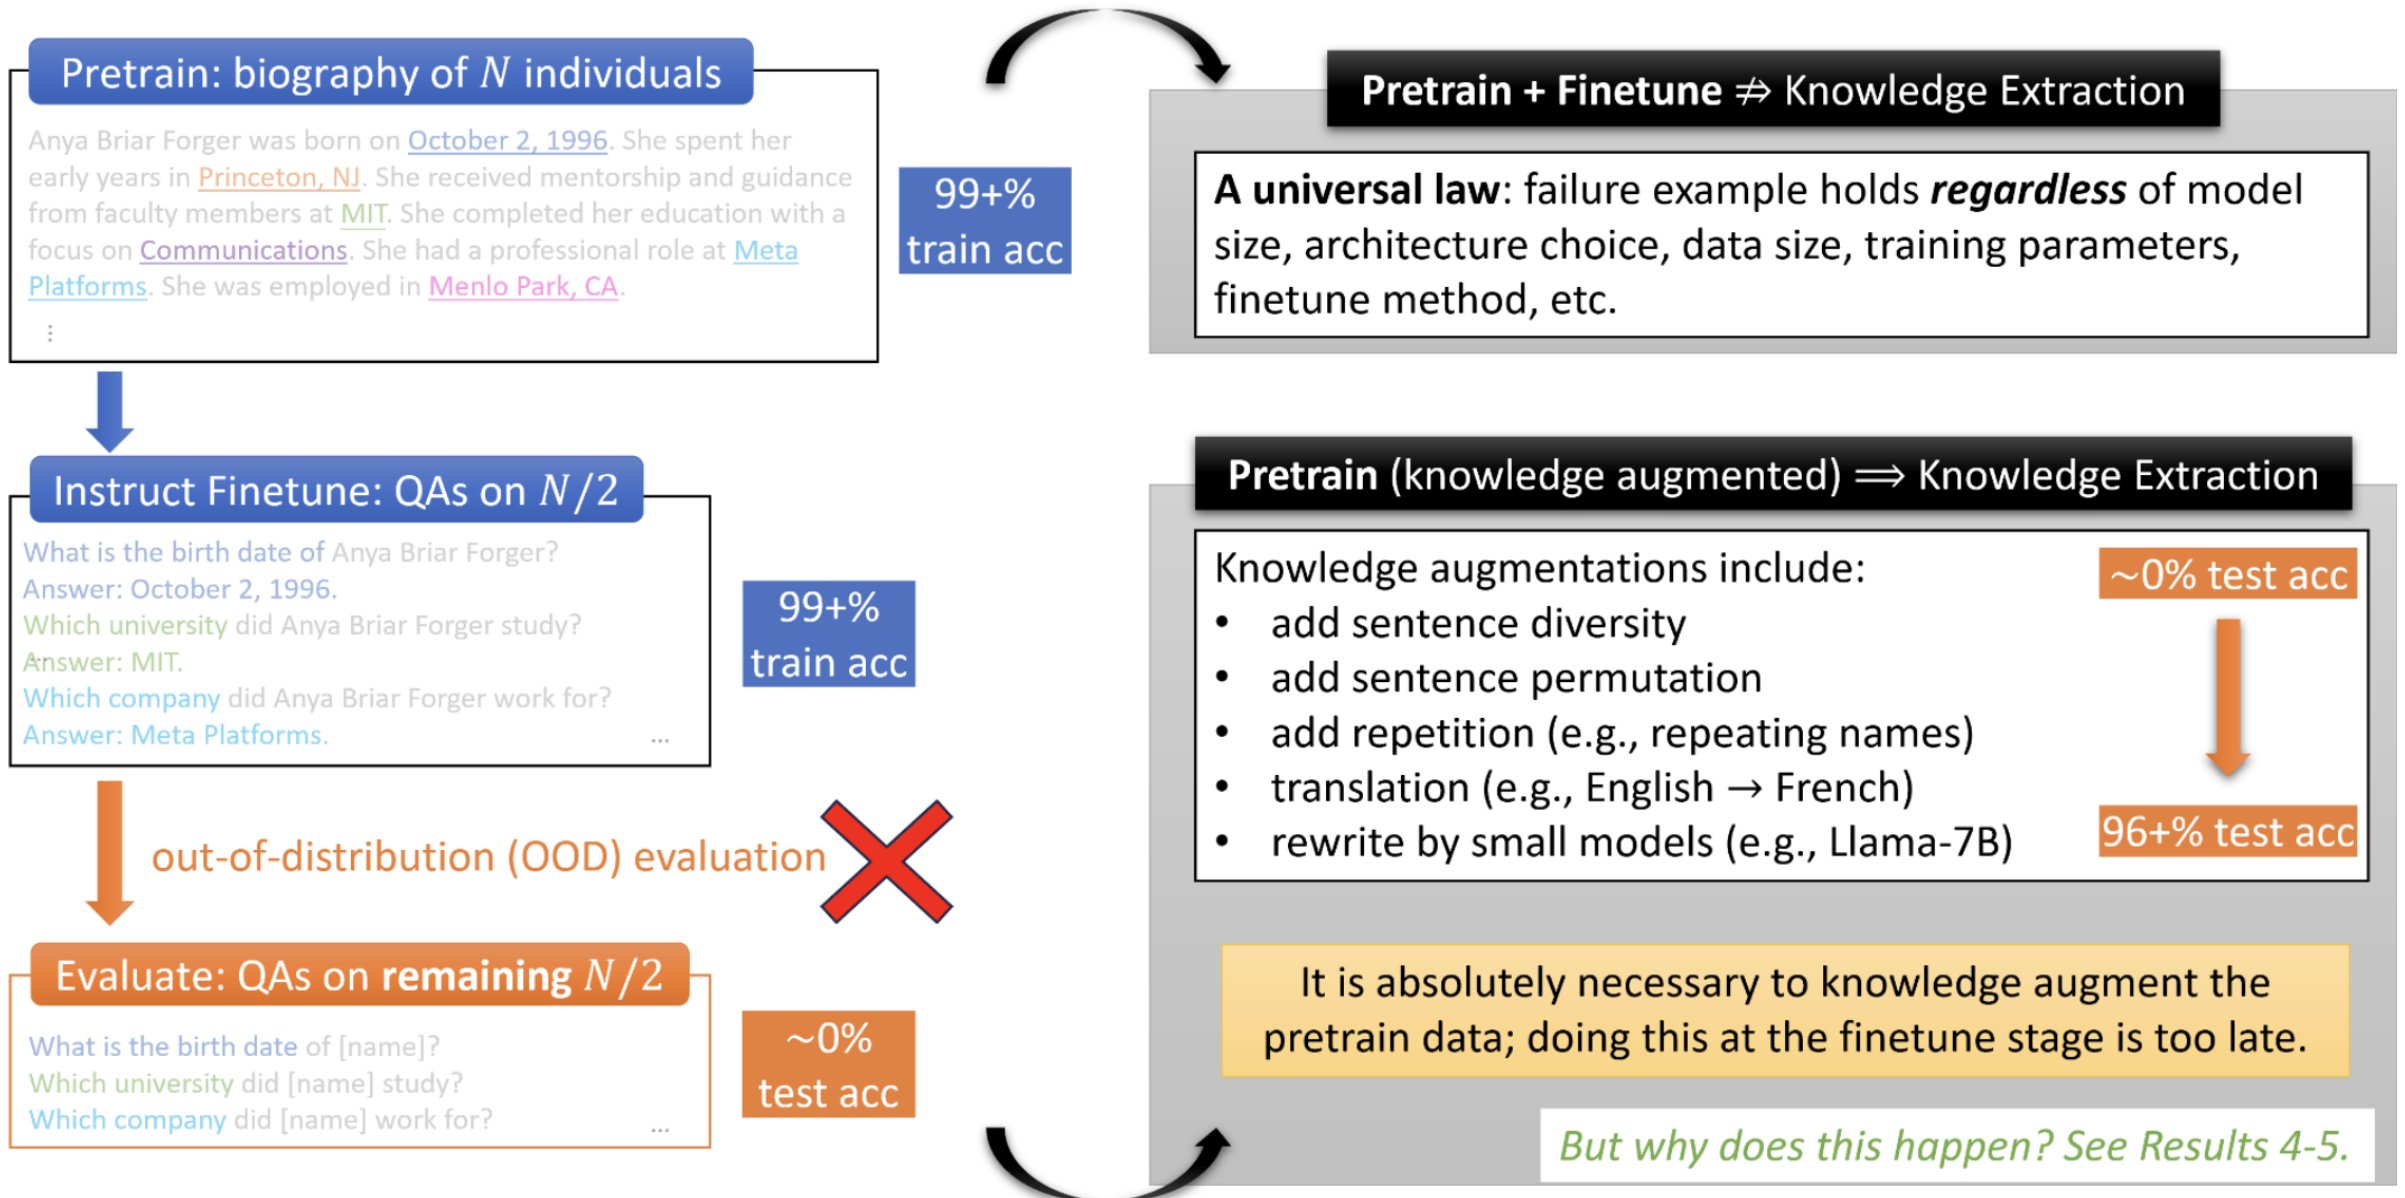 Pretrain: biography of N individuals
Anya Briar Forger was born on October 2, 1996. She spent her
early years in Princeton, NJ. She received mentorship and guidance
from faculty members at MIT. She completed her education with a
focus on Communications. She had a professional role at Meta
Platforms. She was employed in Menlo Park, CA.
⋮
99+%
train acc
Instruct Finetune: QAs on N/2
What is the birth date of Anya Briar Forger?
Answer: October 2, 1996.
Which university did Anya Briar Forger study?
Answer: MIT.
...
Which company did Anya Briar Forger work for?
Answer: Meta Platforms.
...
99+%
train acc
out-of-distribution (OOD) evaluation
Evaluate: QAs on remaining N/2
What is the birth date of [name]?
Which university did [name] study?
Which company did [name] work for?
...
~0%
test acc
Pretrain + Finetune ⇏ Knowledge Extraction
A universal law: failure example holds regardless of model
size, architecture choice, data size, training parameters,
finetune method, etc.
Pretrain (knowledge augmented) ⟹ Knowledge Extraction
Knowledge augmentations include:
• add sentence diversity
• add sentence permutation
• add repetition (e.g., repeating names)
• translation (e.g., English → French)
• rewrite by small models (e.g., Llama-7B)
~0% test acc
96+% test acc
It is absolutely necessary to knowledge augment the
pretrain data; doing this at the finetune stage is too late.
But why does this happen? See Results 4-5.